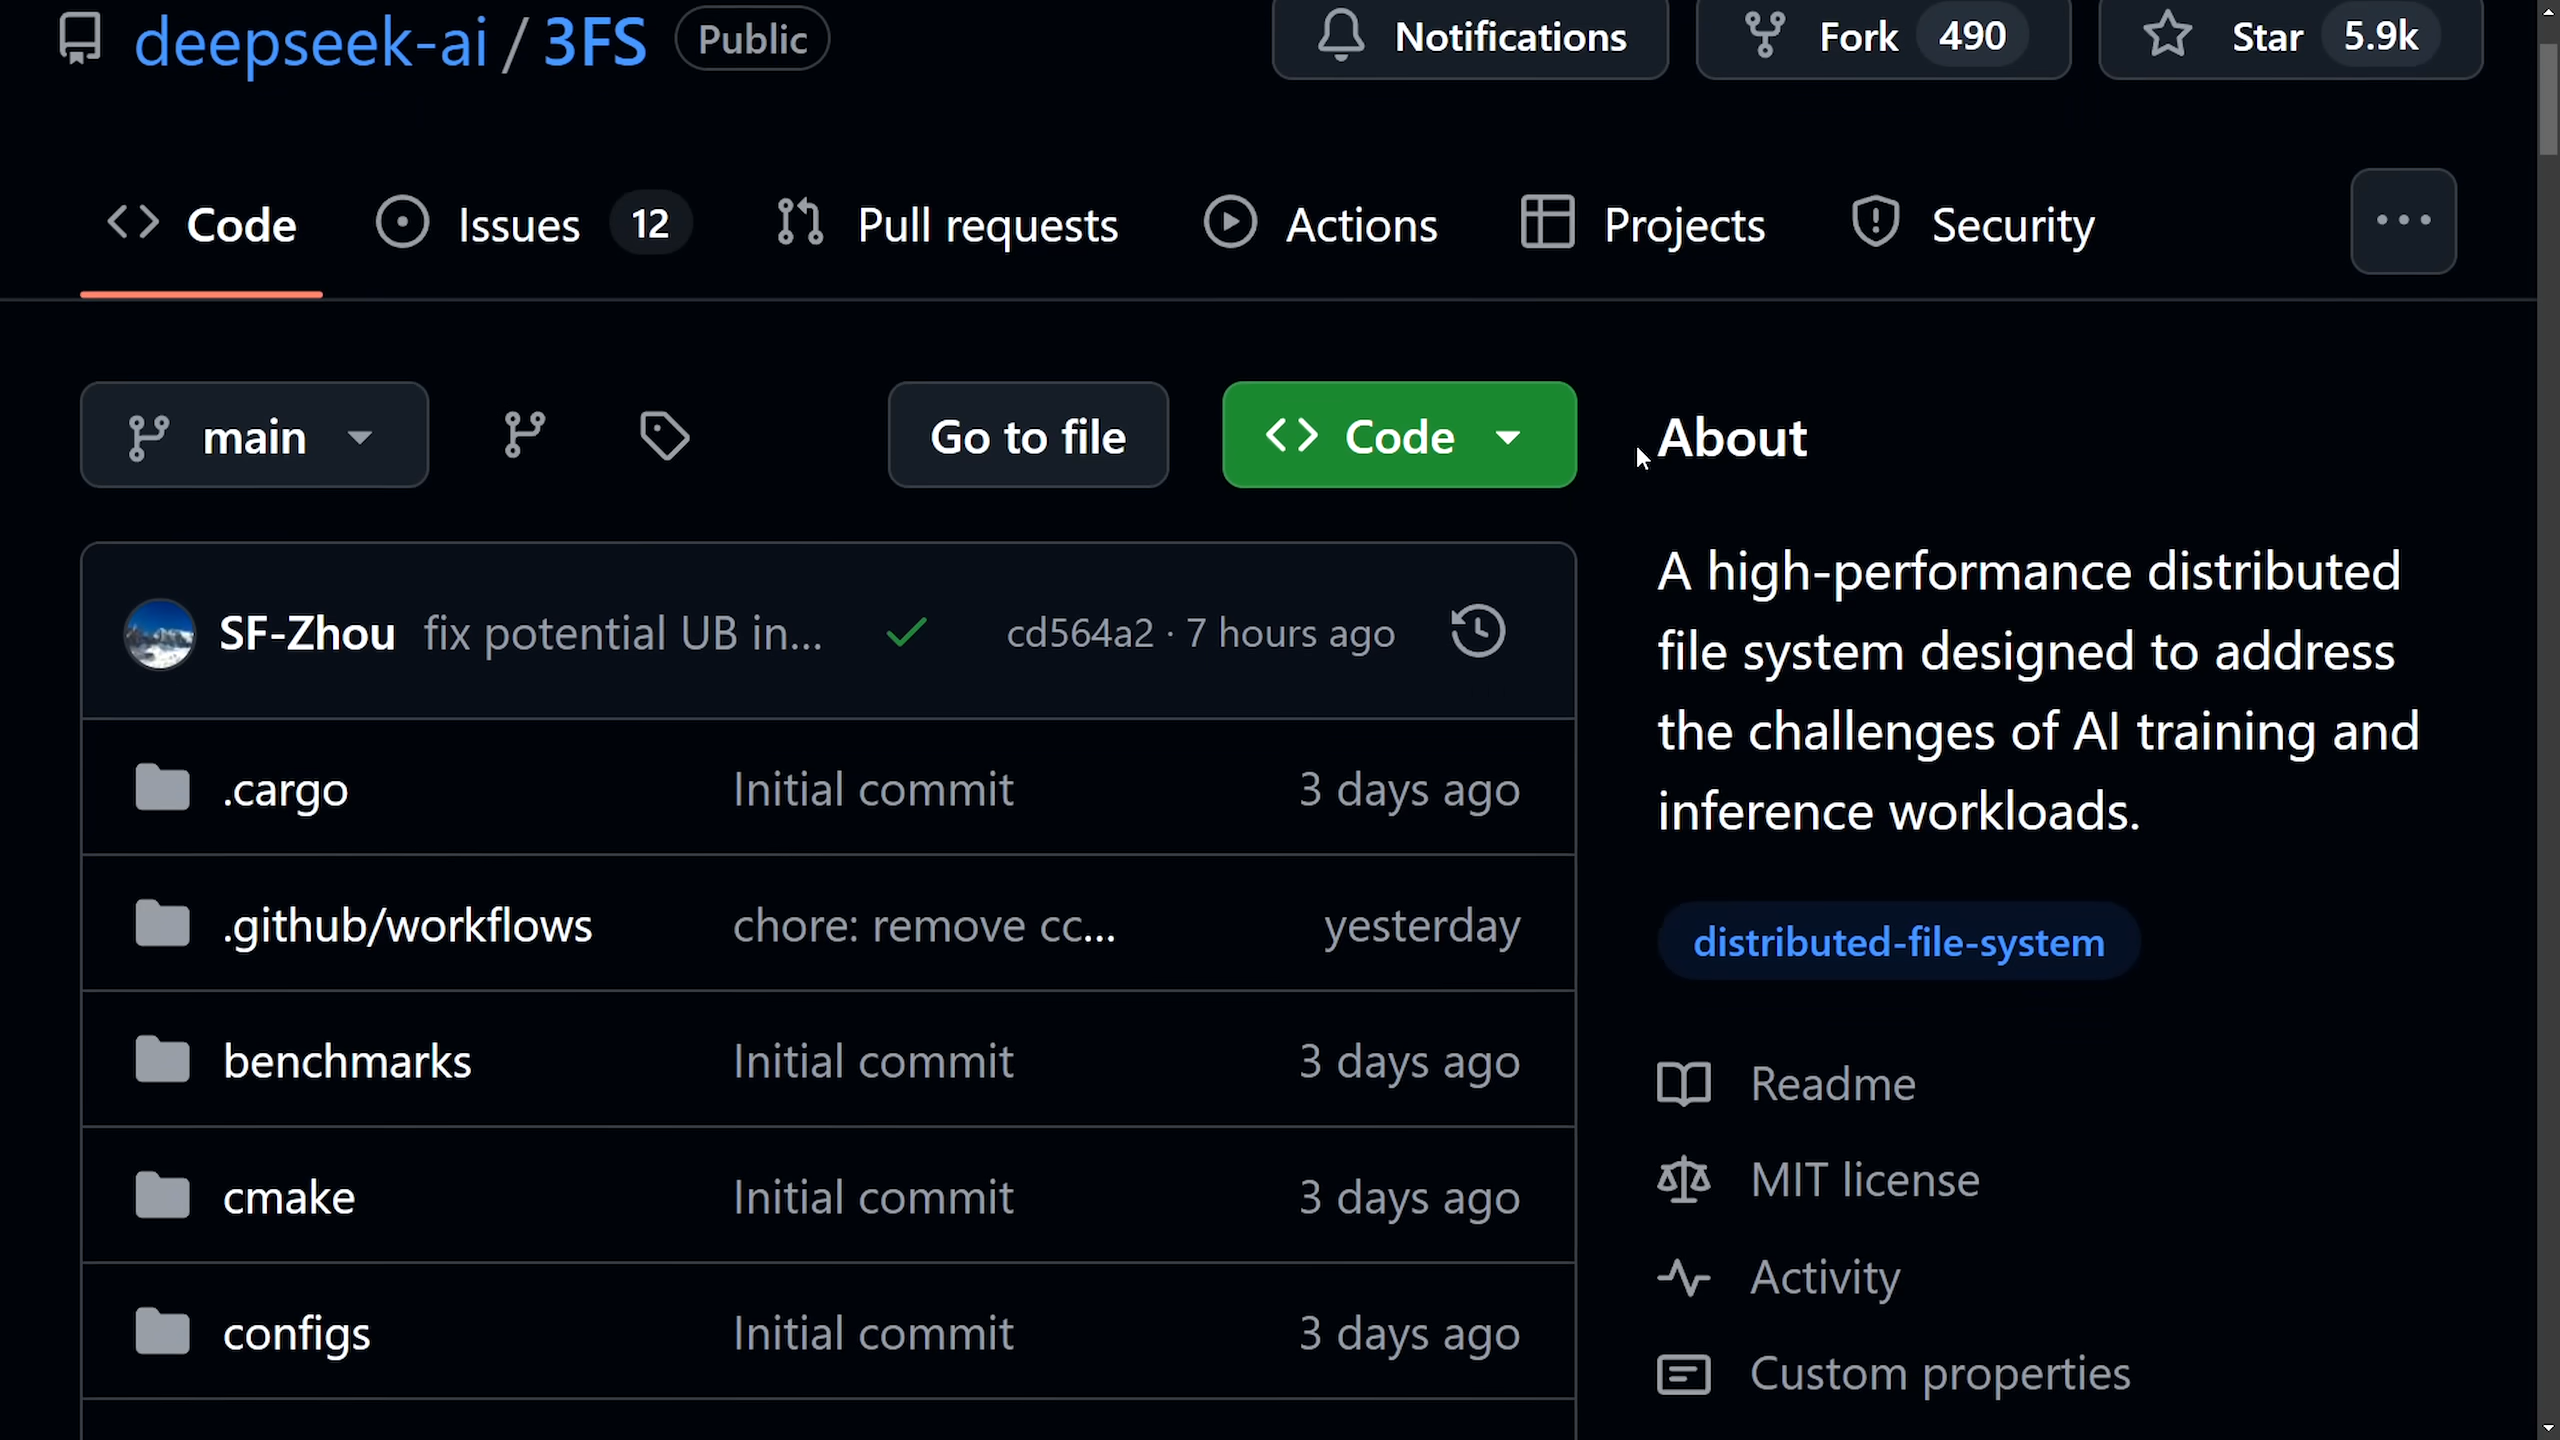 deepseek-ai / 3FS Public Notifications Fork 490 Star 5.9k
Code Issues 12 Pull requests Actions Projects Security
main Go to file Code
SF-Zhou fix potential UB in... cd564a2 · 7 hours ago
.cargo Initial commit 3 days ago
.github/workflows chore: remove cc... yesterday
benchmarks Initial commit 3 days ago
cmake Initial commit 3 days ago
configs Initial commit 3 days ago
About
A high-performance distributed
file system designed to address
the challenges of AI training and
inference workloads.
distributed-file-system
Readme
MIT license
Activity
Custom properties